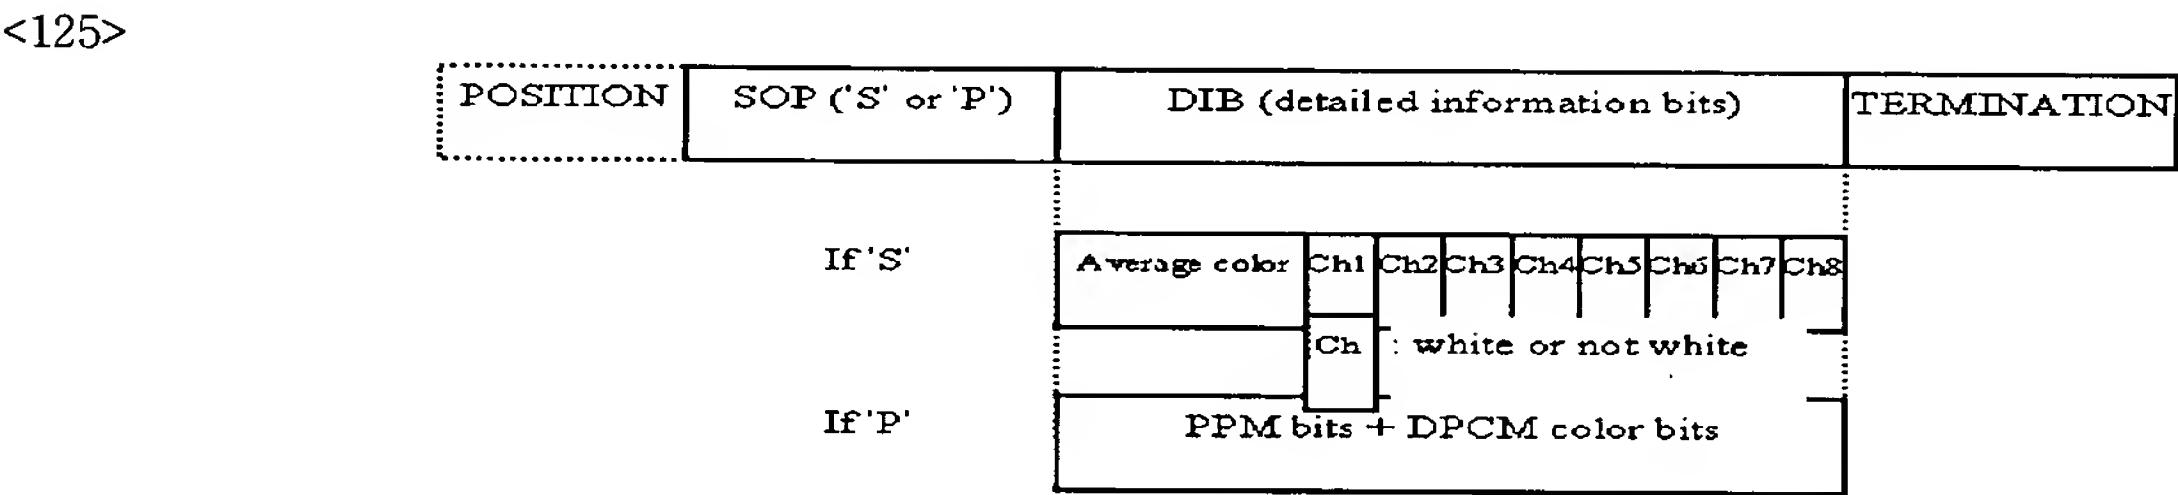 <125>
POSITION SOP ('S' or 'P') DIB (detailed information bits) TERMINATION
If 'S' Average color Ch1 Ch2 Ch3 Ch4 Ch5 Ch6 Ch7 Ch8
Ch : white or not white
If 'P' PPM bits + DPCM color bits